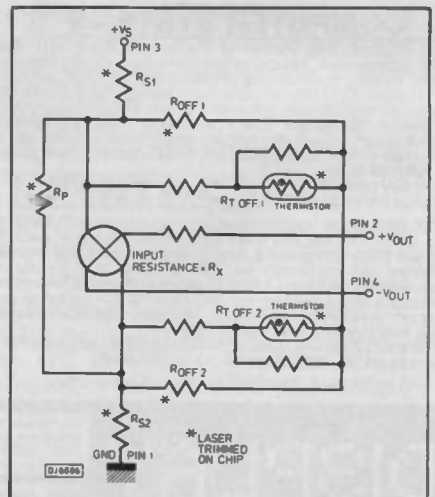 +VS
PIN 3
* RS1
ROFF 1
*
* RP
*
RT OFF 1 THERMISTOR
PIN 2
+VOUT
INPUT
RESISTANCE = RX
PIN 4
-VOUT
RT OFF 2 THERMISTOR *
ROFF 2
*
* RS2
*LASER
TRIMMED
ON CHIP
GND PIN 1